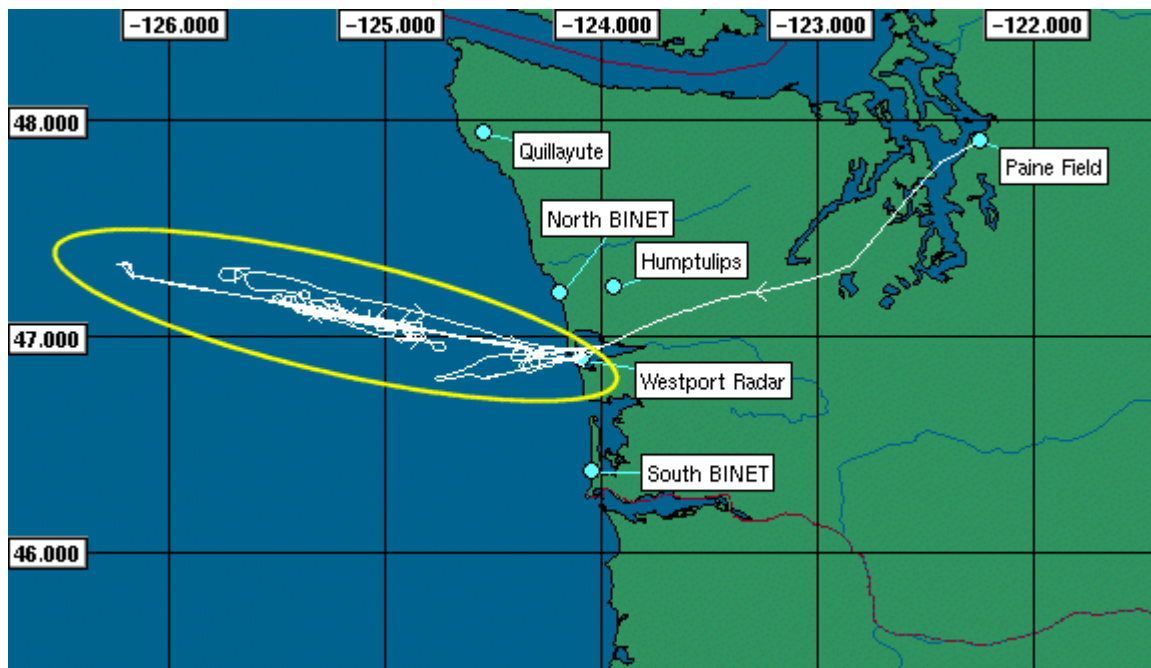 −126.000
−125.000
−124.000
−123.000
−122.000
48.000
Quillayute
Paine Field
North BINET
Humptulips
47.000
Westport Radar
South BINET
46.000